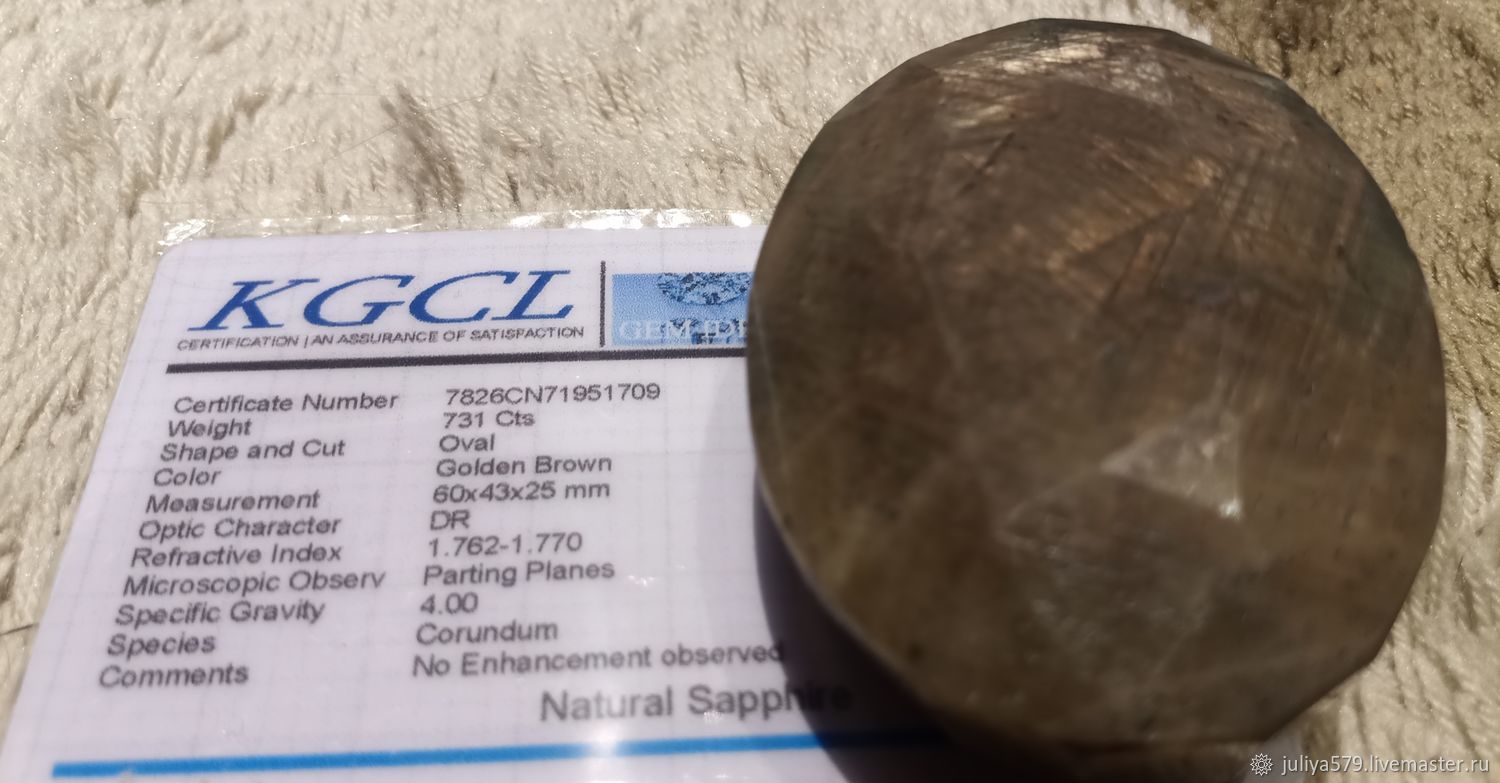 KGCL
CERTIFICATION | AN ASSURANCE OF SATISFACTION
Certificate Number 7826CN71951709
Weight 731 Cts
Shape and Cut Oval
Color Golden Brown
Measurement 60x43x25 mm
Optic Character DR
Refractive Index 1.762-1.770
Microscopic Observ Parting Planes
Specific Gravity 4.00
Species Corundum
Comments No Enhancement observed
Natural Sapphire
juliya579.livemaster.ru